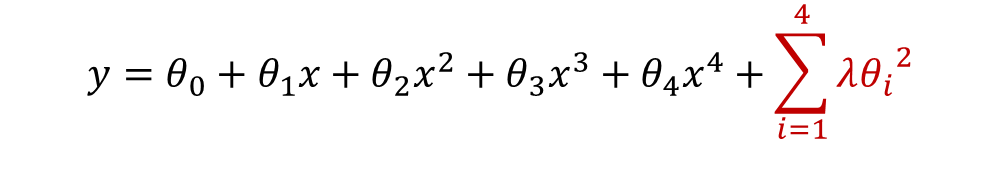 y = θ₀ + θ₁x + θ₂x² + θ₃x³ + θ₄x⁴ + ∑_{i=1}^{4} λθᵢ²